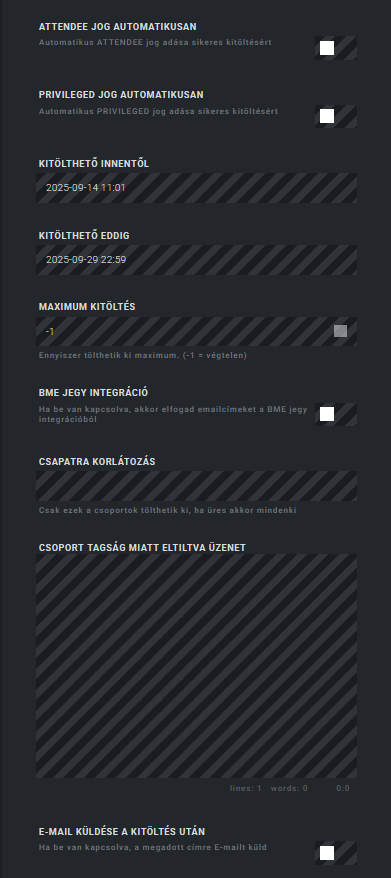 ATTENDEE JOG AUTOMATIKUSAN
Automatikus ATTENDEE jog adása sikeres kitöltésért
PRIVILEGED JOG AUTOMATIKUSAN
Automatikus PRIVILEGED jog adása sikeres kitöltésért
KITÖLTHETŐ INNENTŐL
2025-09-14 11:01
KITÖLTHETŐ EDDIG
2025-09-29 22:59
MAXIMUM KITÖLTÉS
-1
Ennyiszer tölthetik ki maximum. (-1 = végtelen)
BME JEGY INTEGRÁCIÓ
Ha be van kapcsolva, akkor elfogad emailcímeket a BME jegy
integrációból
CSAPATRA KORLÁTOZÁS
Csak ezek a csoportok tölthetik ki, ha üres akkor mindenki
CSOPORT TAGSÁG MIATT ELTILTVA ÜZENET
lines: 1 words: 0 0:0
E-MAIL KÜLDÉSE A KITÖLTÉS UTÁN
Ha be van kapcsolva, a megadott címre E-mailt küld